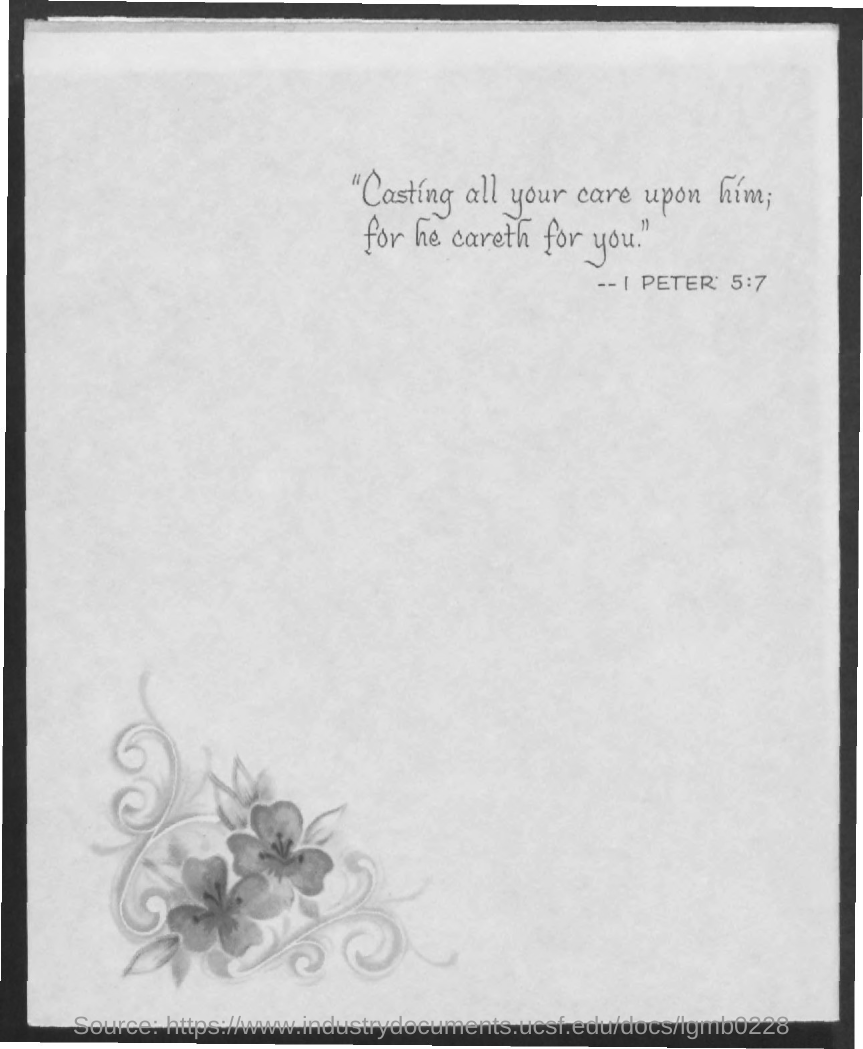 "Casting all your care upon him;
for he careth for you."
-- I PETER 5:7
Source: https://www.industrydocuments.ucsf.edu/docs/lgmb0228